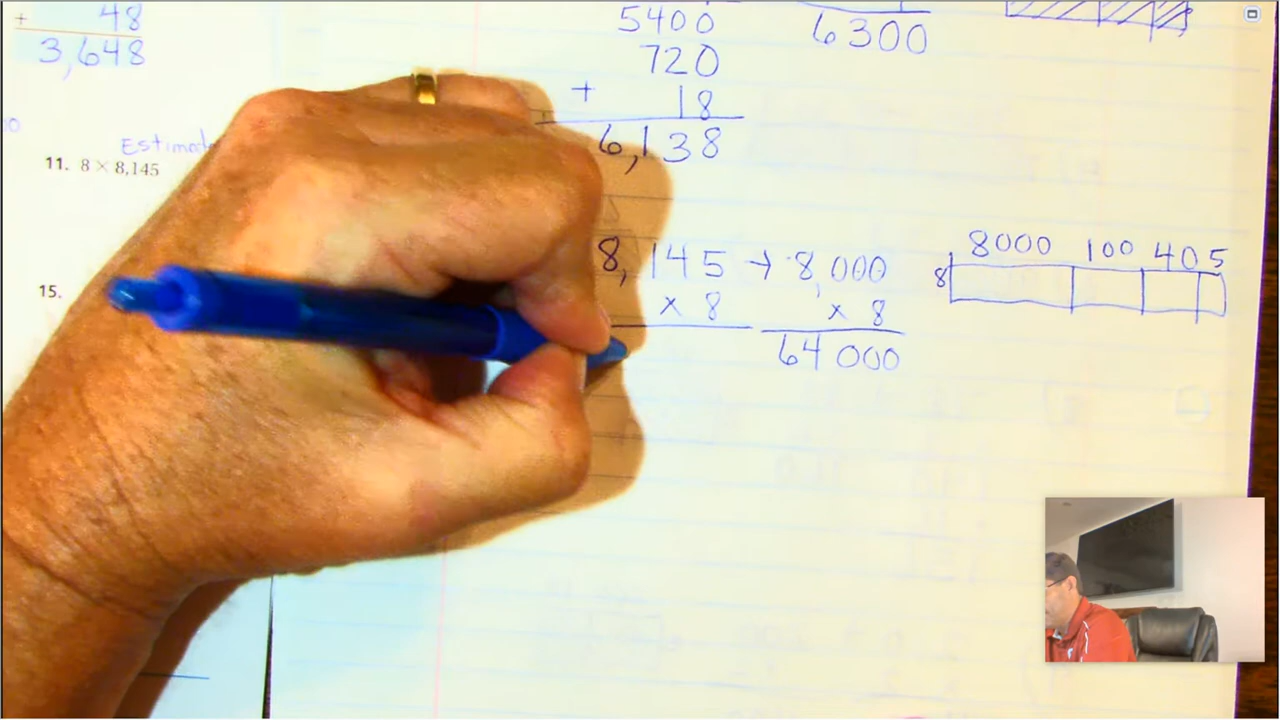 + 48
3,648
5400
720
+ 18
6,138
6300
11. 8 × 8,145
8,145 → 8,000
× 8 × 8
64 000
8000 100 40 5
8
15.